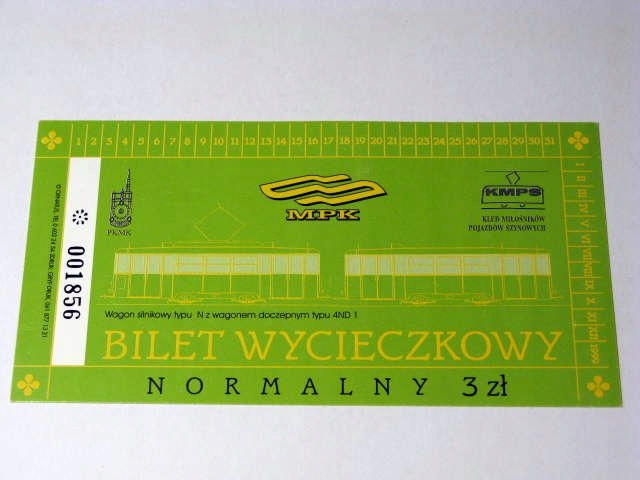 1 2 3 4 5 6 7 8 9 10 11 12 13 14 15 16 17 18 19 20 21 22 23 24 25 26 27 28 29 30 31
I II III IV V VI VII VIII IX X XI XII 1999
PKMK
MPK
KMPS
KLUB MIŁOŚNIKÓW
POJAZDÓW SZYNOWYCH
001856
Wagon silnikowy typu N z wagonem doczepnym typu 4ND 1
BILET WYCIECZKOWY
NORMALNY 3 zł